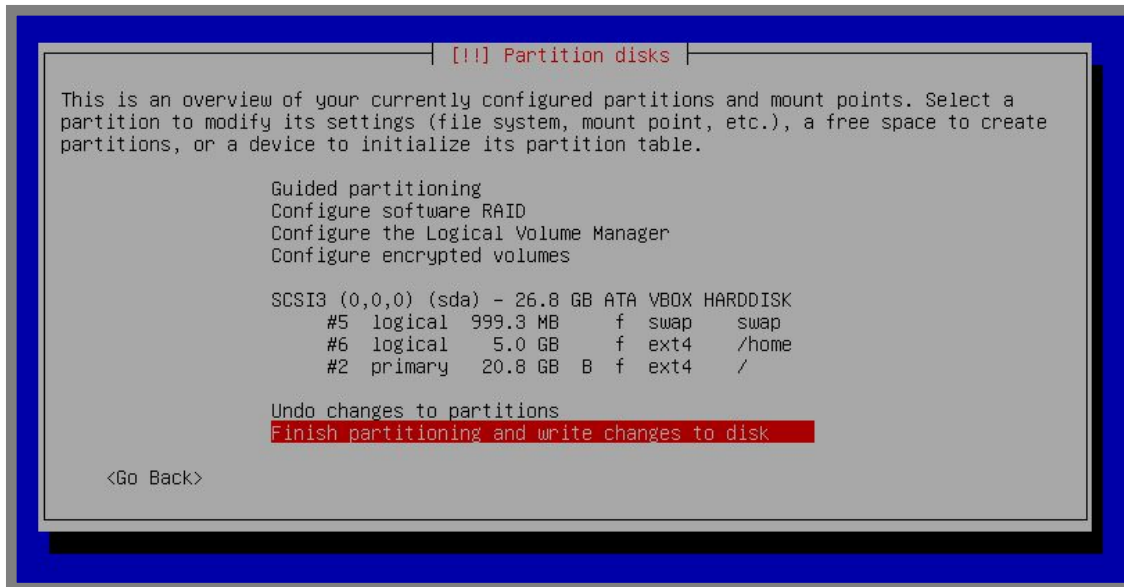 [!!] Partition disks
This is an overview of your currently configured partitions and mount points. Select a
partition to modify its settings (file system, mount point, etc.), a free space to create
partitions, or a device to initialize its partition table.
Guided partitioning
Configure software RAID
Configure the Logical Volume Manager
Configure encrypted volumes
SCSI3 (0,0,0) (sda) - 26.8 GB ATA VBOX HARDDISK
#5 logical 999.3 MB f swap swap
#6 logical 5.0 GB f ext4 /home
#2 primary 20.8 GB B f ext4 /
Undo changes to partitions
Finish partitioning and write changes to disk
<Go Back>